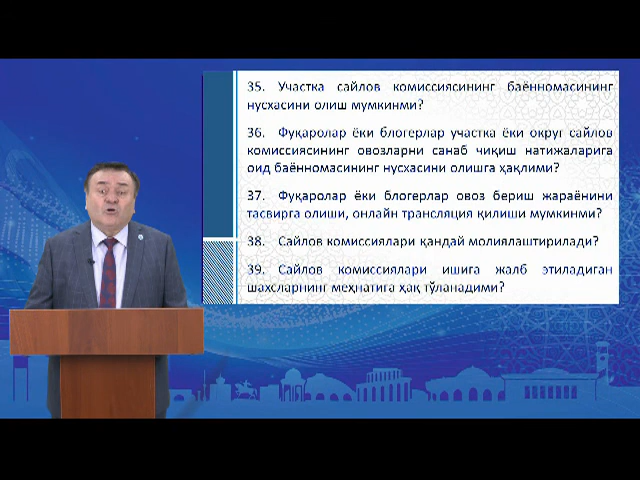 35. Участка сайлов комиссиясининг баённомасининг
нусхасини олиш мумкинми?
36. Фуқаролар ёки блогерлар участка ёки округ сайлов
комиссиясининг овозларни санаб чиқиш натижаларига
оид баённомасининг нусхасини олишга ҳақлими?
37. Фуқаролар ёки блогерлар овоз бериш жараёнини
тасвирга олиши, онлайн трансляция қилиши мумкинми?
38. Сайлов комиссиялари қандай молиялаштирилади?
39. Сайлов комиссиялари ишига жалб этиладиган
шахсларнинг меҳнатига ҳақ тўланадими?